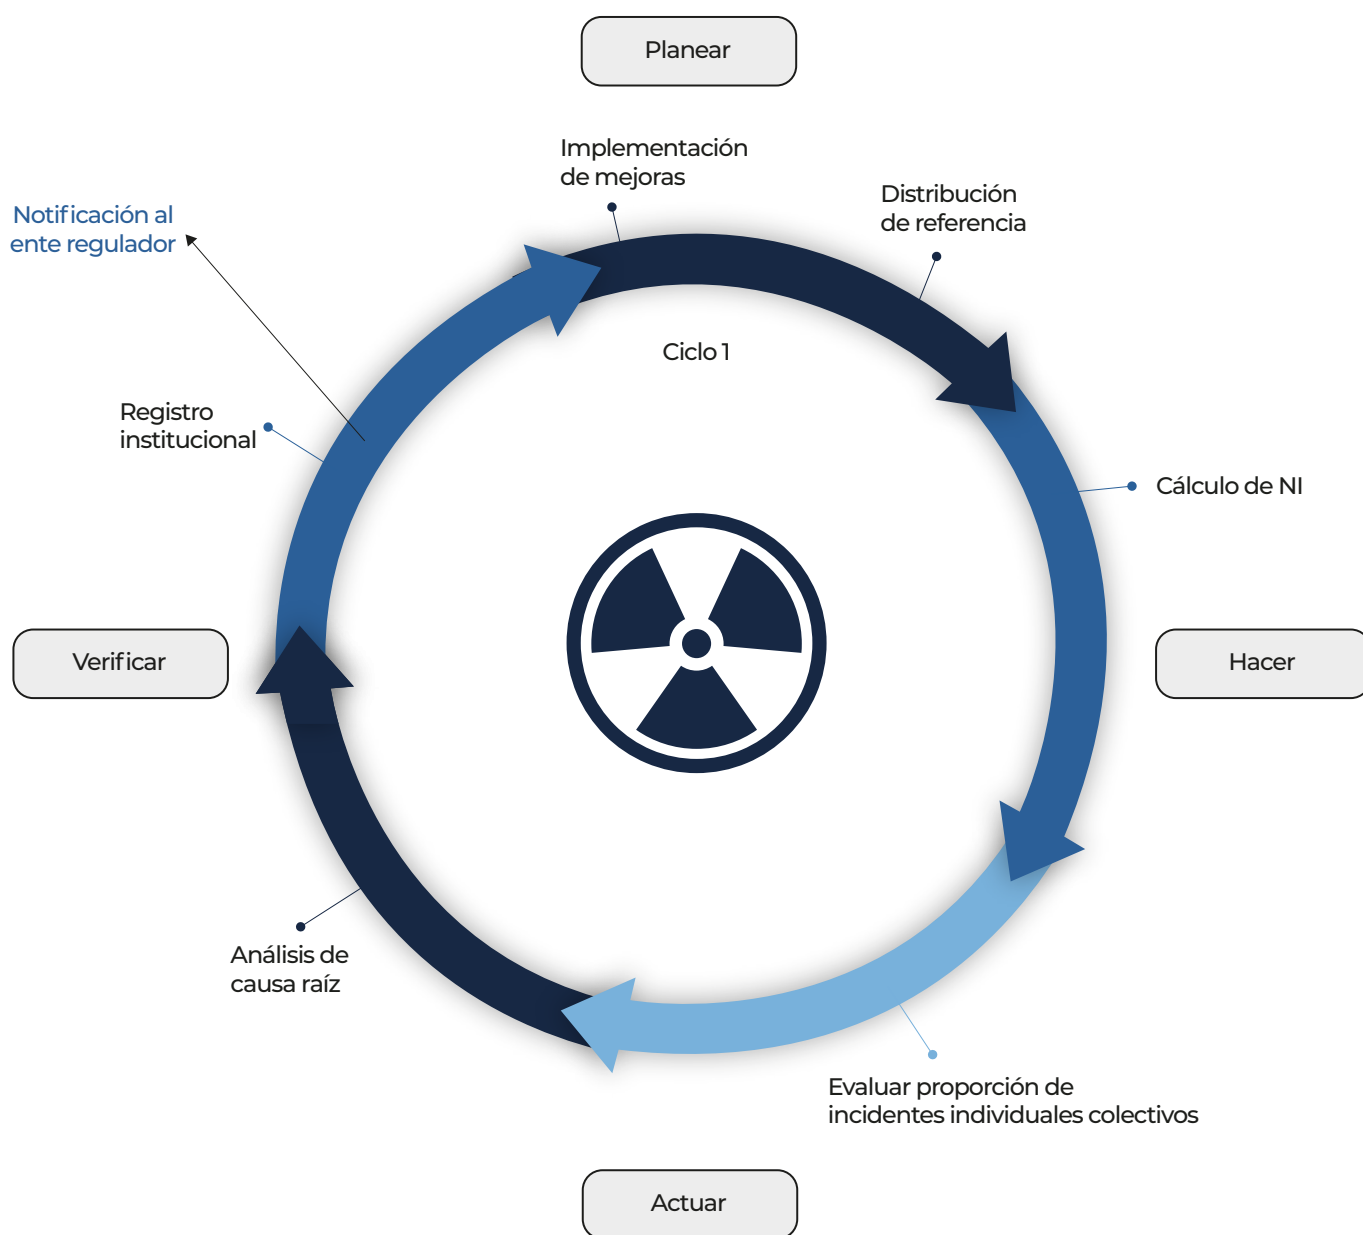 Planear
Implementación
de mejoras
Distribución
de referencia
Notificación al
ente regulador
Ciclo 1
Registro
institucional
Cálculo de NI
Verificar
Hacer
Análisis de
causa raíz
Evaluar proporción de
incidentes individuales colectivos
Actuar